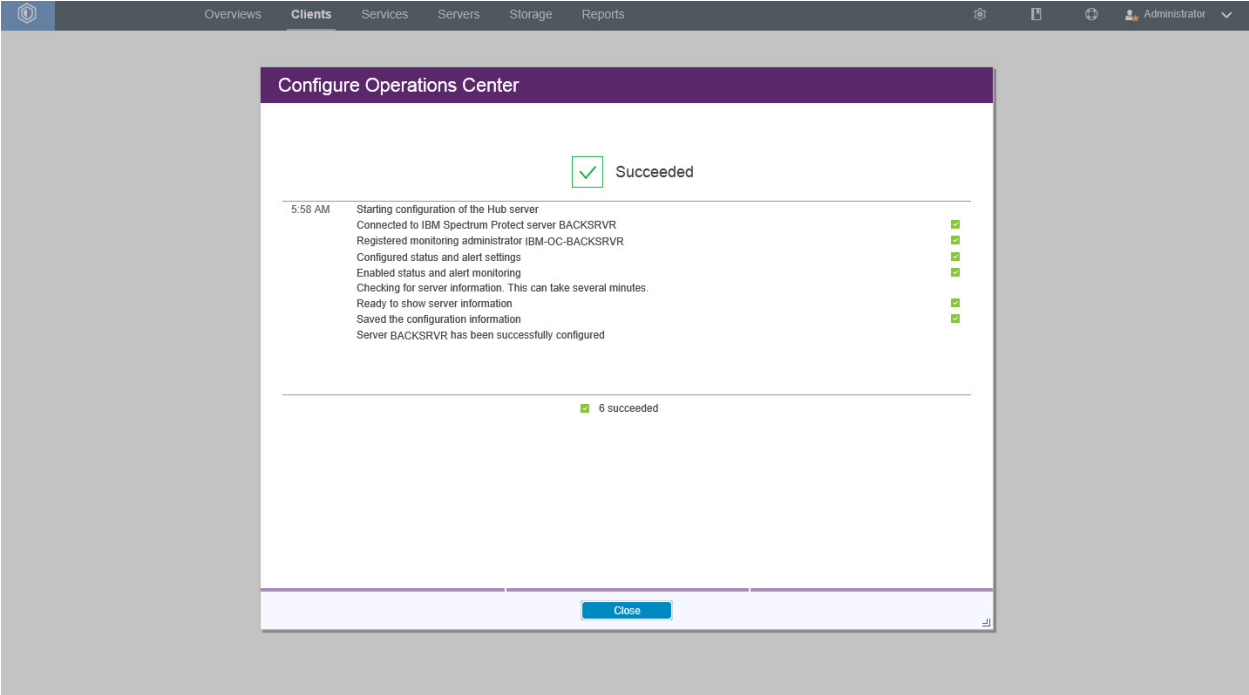 Overviews Clients Services Servers Storage Reports Administrator
Configure Operations Center
Succeeded
5:58 AM Starting configuration of the Hub server
Connected to IBM Spectrum Protect server BACKSRVR
Registered monitoring administrator IBM-OC-BACKSRVR
Configured status and alert settings
Enabled status and alert monitoring
Checking for server information. This can take several minutes.
Ready to show server information
Saved the configuration information
Server BACKSRVR has been successfully configured
6 succeeded
Close